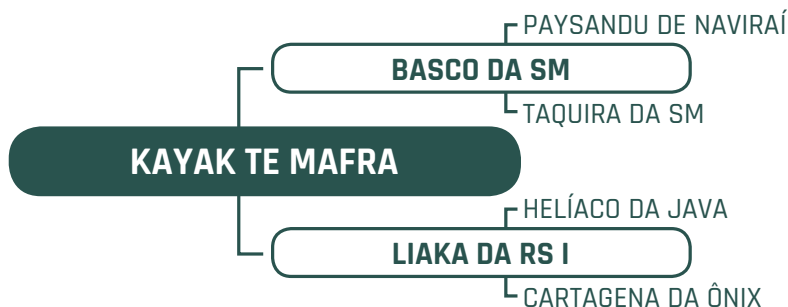 PAYSANDU DE NAVIRAÍ
BASCO DA SM
TAQUIRA DA SM
KAYAK TE MAFRA
HELÍACO DA JAVA
LIAKA DA RS I
CARTAGENA DA ÔNIX